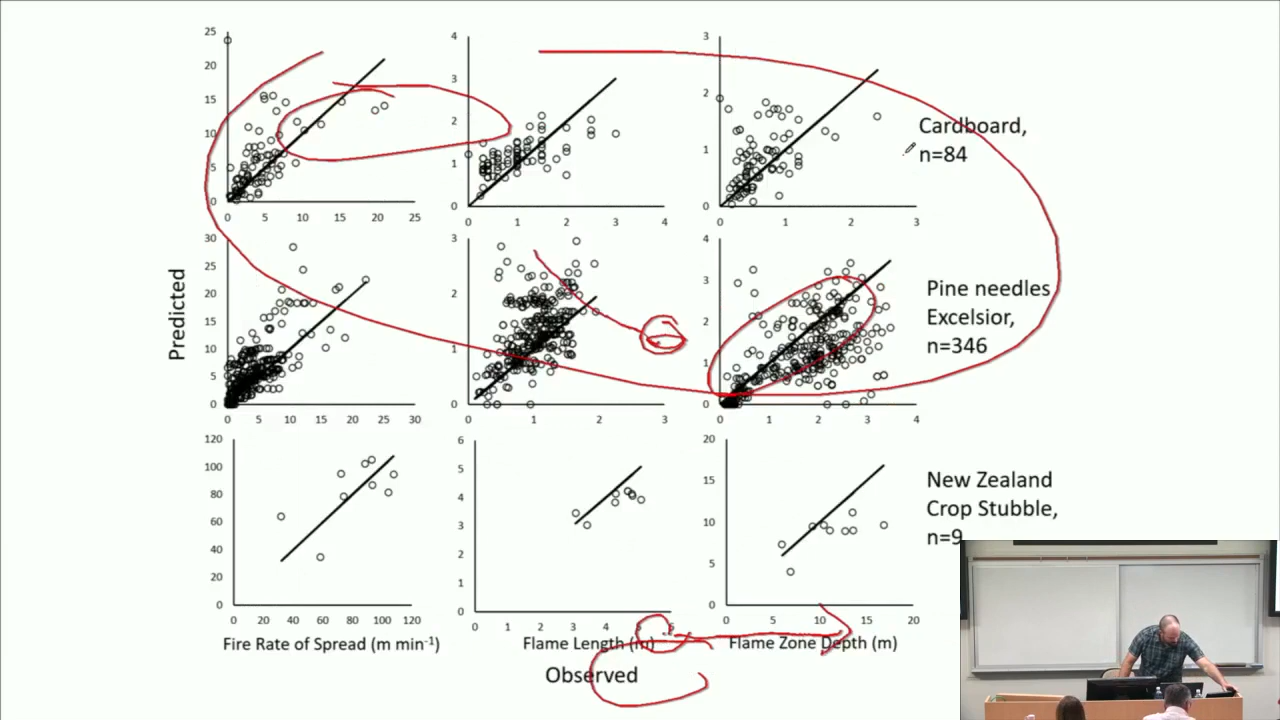 25
20
15
10
5
0
0 5 10 15 20 25
4
3
2
1
0
0 1 2 3 4
3
2
1
0
0 1 2 3
Cardboard,
n=84
Predicted
30
25
20
15
10
5
0
0 5 10 15 20 25 30
3
2
1
0
0 1 2 3
4
3
2
1
0
0 1 2 3 4
Pine needles
Excelsior,
n=346
120
100
80
60
40
20
0
0 20 40 60 80 100 120
6
5
4
3
2
1
0
0 1 2 3 4 5 6
20
15
10
5
0
0 5 10 15 20
New Zealand
Crop Stubble,
n=9
Fire Rate of Spread (m min⁻¹)
Flame Length (m)
Flame Zone Depth (m)
Observed